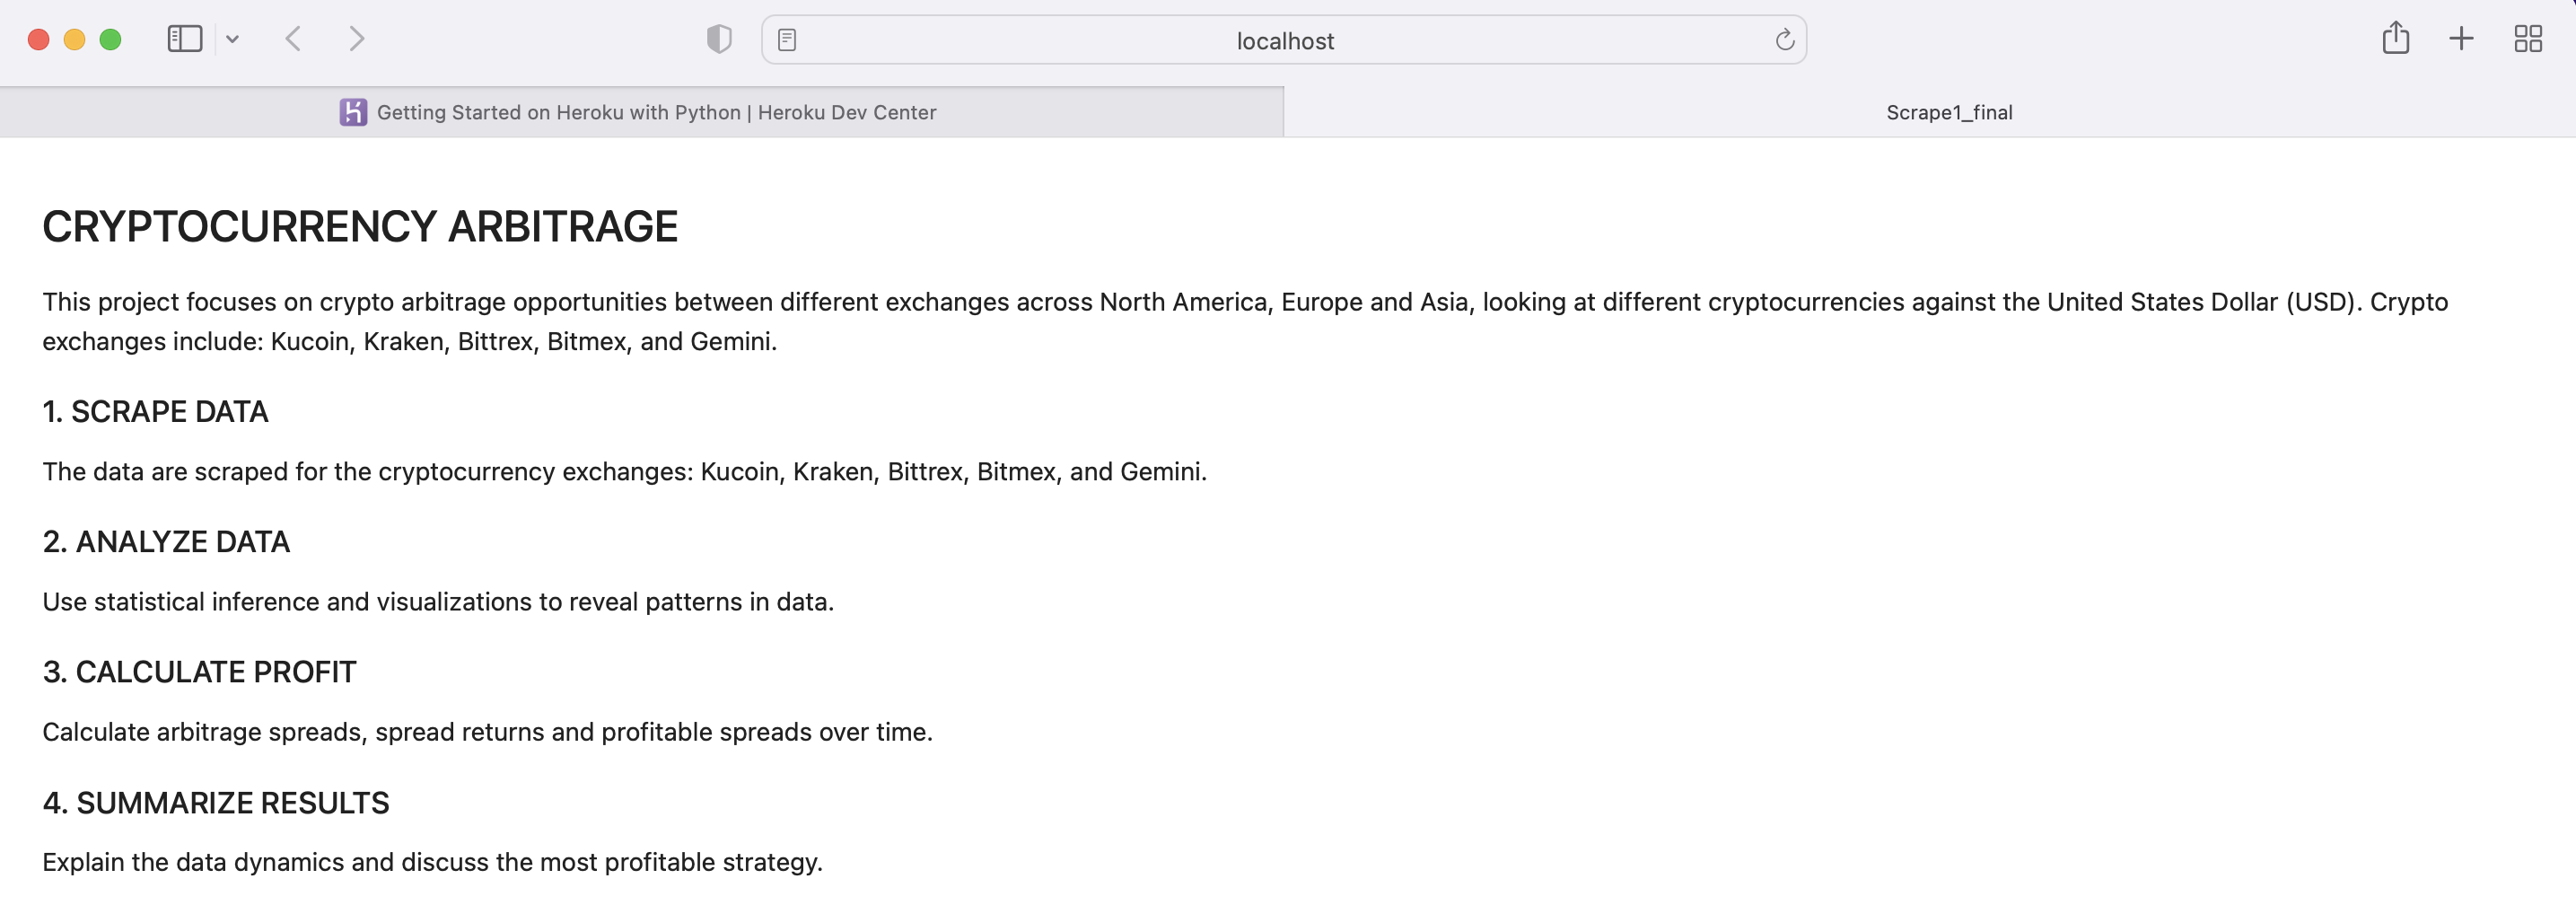 localhost
Getting Started on Heroku with Python | Heroku Dev Center
Scrape1_final
CRYPTOCURRENCY ARBITRAGE
This project focuses on crypto arbitrage opportunities between different exchanges across North America, Europe and Asia, looking at different cryptocurrencies against the United States Dollar (USD). Crypto
exchanges include: Kucoin, Kraken, Bittrex, Bitmex, and Gemini.
1. SCRAPE DATA
The data are scraped for the cryptocurrency exchanges: Kucoin, Kraken, Bittrex, Bitmex, and Gemini.
2. ANALYZE DATA
Use statistical inference and visualizations to reveal patterns in data.
3. CALCULATE PROFIT
Calculate arbitrage spreads, spread returns and profitable spreads over time.
4. SUMMARIZE RESULTS
Explain the data dynamics and discuss the most profitable strategy.